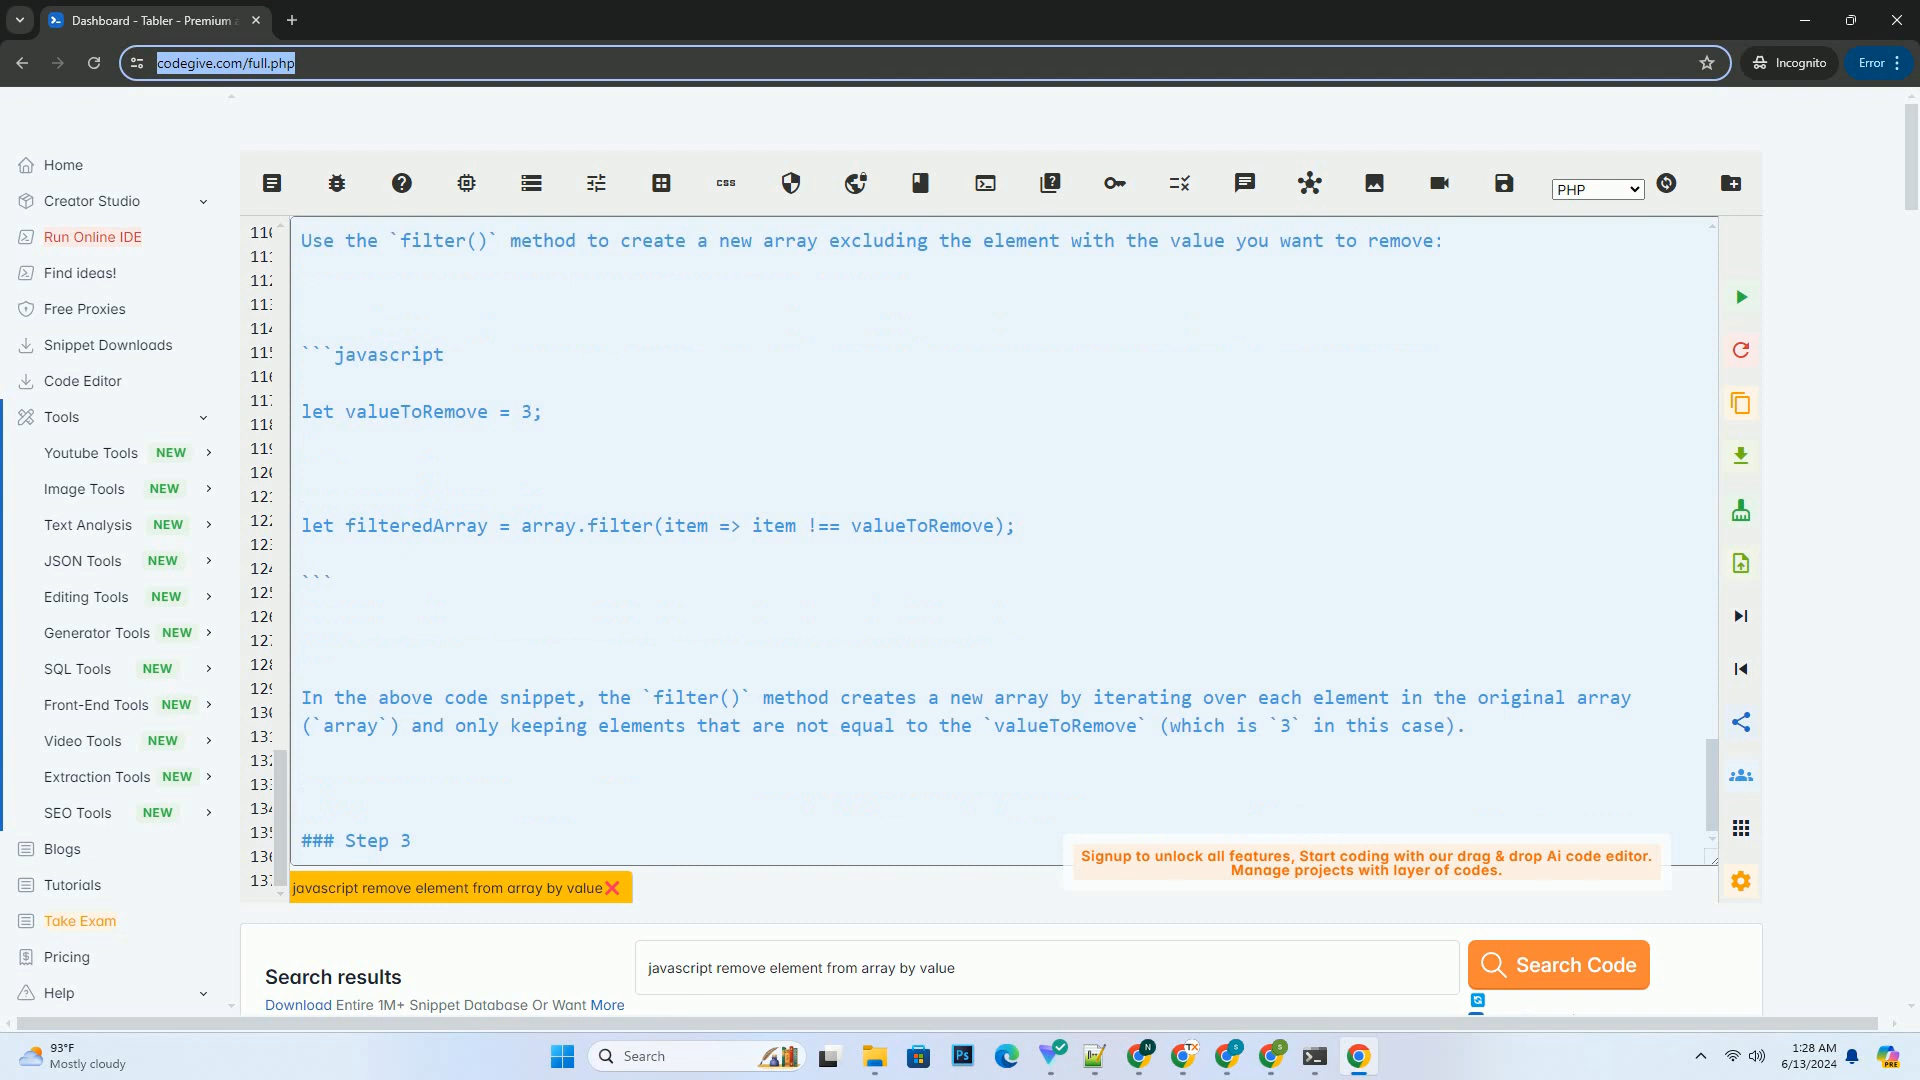 Dashboard - Tabler - Premium
codegive.com/full.php
Incognito
Error
Home
Creator Studio
Run Online IDE
Find ideas!
Free Proxies
Snippet Downloads
Code Editor
Tools
Youtube Tools NEW
Image Tools NEW
Text Analysis NEW
JSON Tools NEW
Editing Tools NEW
Generator Tools NEW
SQL Tools NEW
Front-End Tools NEW
Video Tools NEW
Extraction Tools NEW
SEO Tools NEW
Blogs
Tutorials
Take Exam
Pricing
Help
css
PHP
Use the `filter()` method to create a new array excluding the element with the value you want to remove:
```javascript
let valueToRemove = 3;
let filteredArray = array.filter(item => item !== valueToRemove);
```
In the above code snippet, the `filter()` method creates a new array by iterating over each element in the original array
(`array`) and only keeping elements that are not equal to the `valueToRemove` (which is `3` in this case).
### Step 3
Signup to unlock all features, Start coding with our drag & drop Ai code editor.
Manage projects with layer of codes.
javascript remove element from array by value
Search results
Download Entire 1M+ Snippet Database Or Want More
javascript remove element from array by value
Search Code
93°F
Mostly cloudy
Search
Ps
1:28 AM
6/13/2024